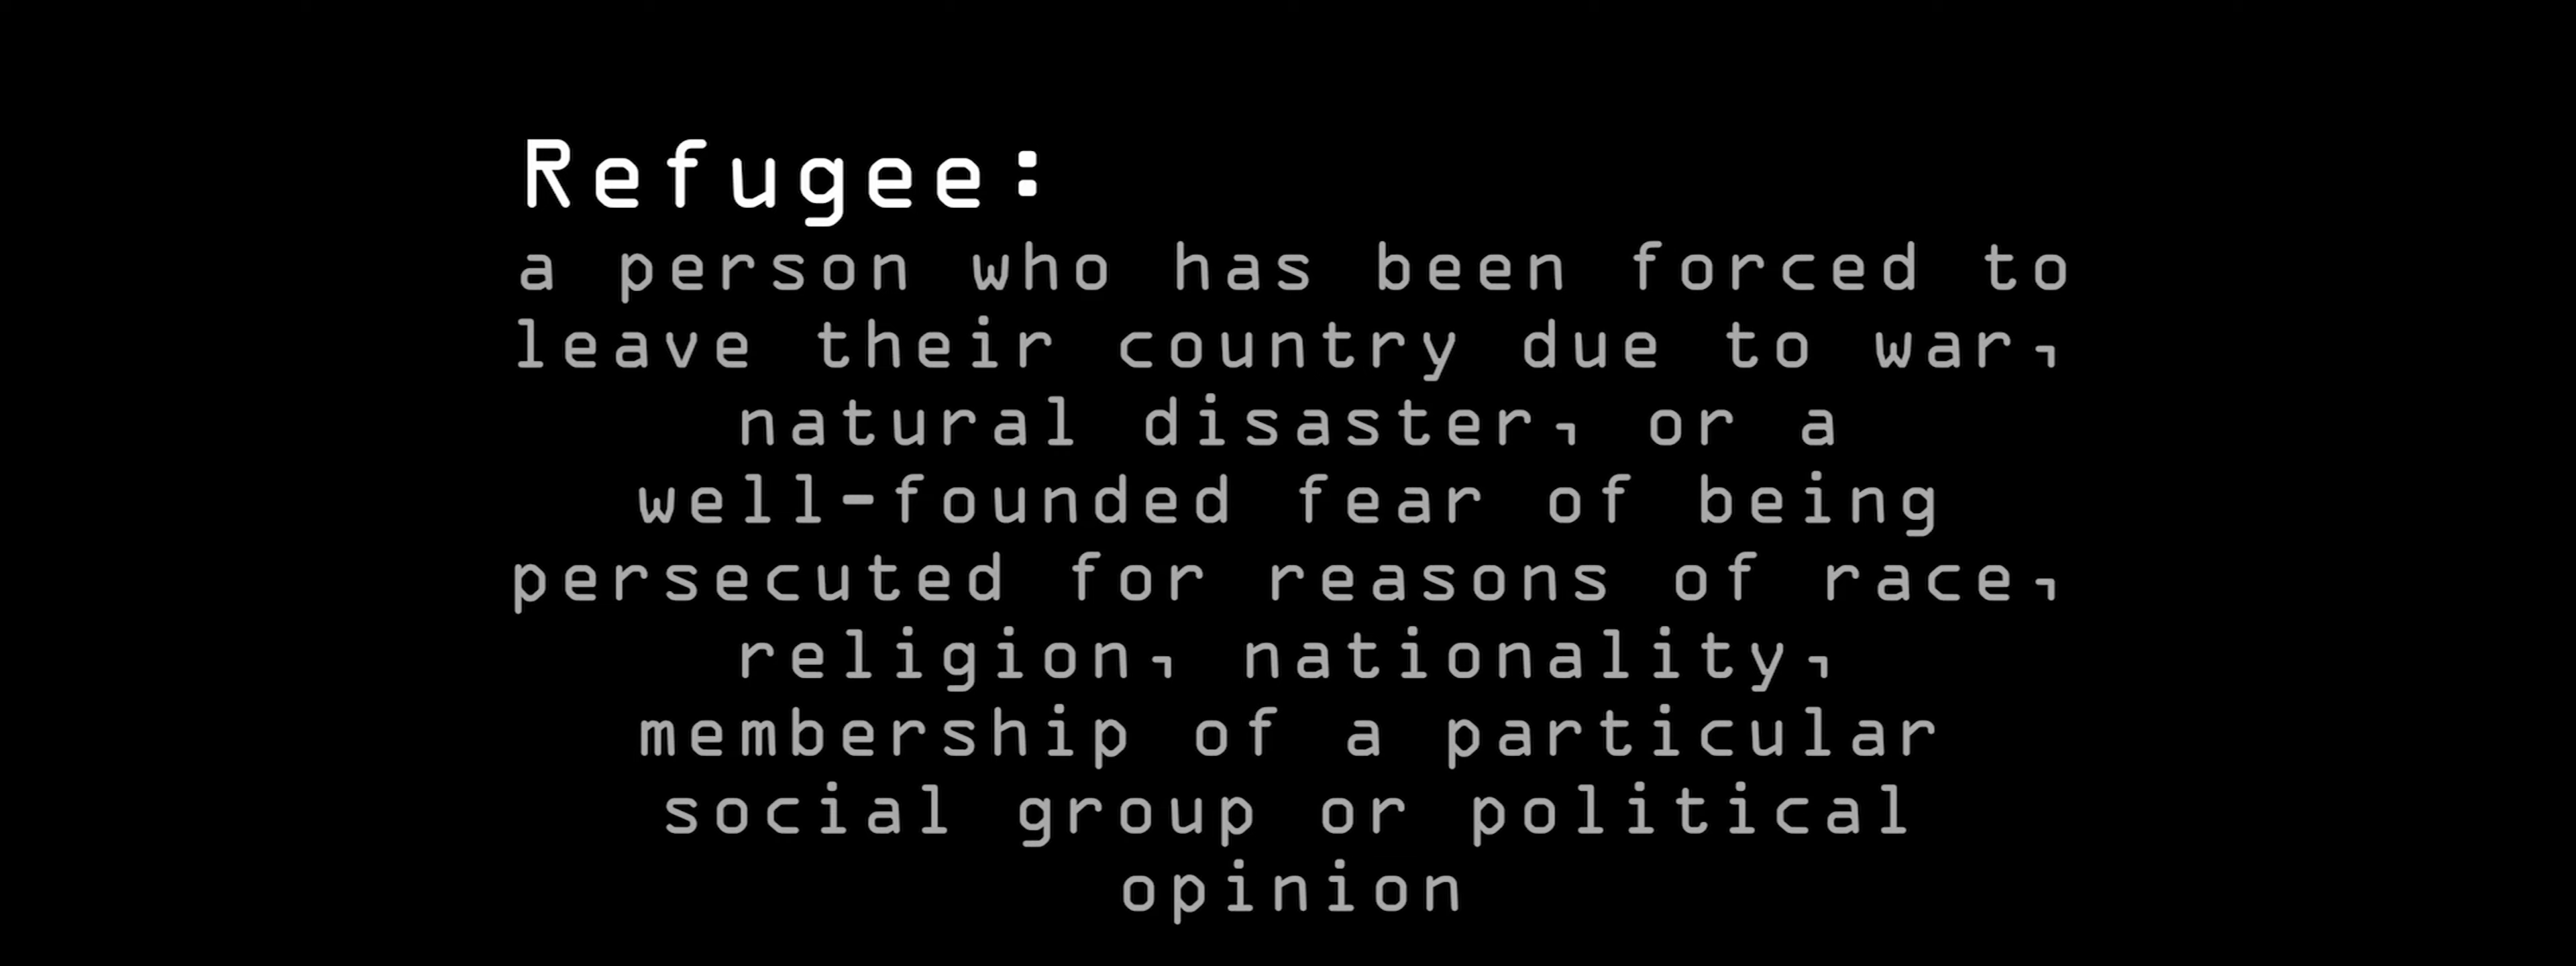 Refugee:
a person who has been forced to
leave their country due to war,
natural disaster, or a
well-founded fear of being
persecuted for reasons of race,
religion, nationality,
membership of a particular
social group or political
opinion